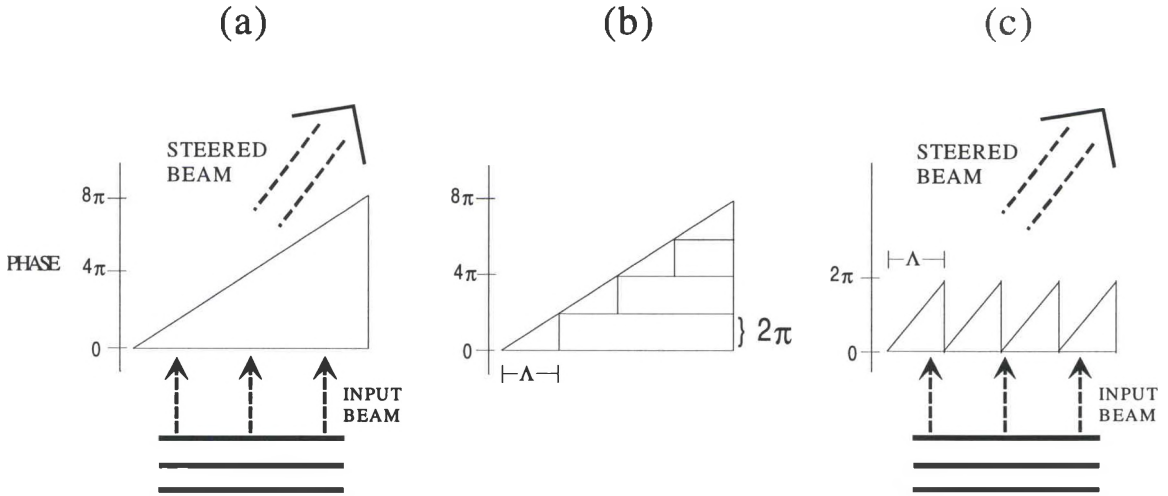 (a)
(b)
(c)
STEERED
BEAM
8π
PHASE
4π
0
INPUT
BEAM
8π
4π
} 2π
0
Λ
STEERED
BEAM
Λ
2π
0
INPUT
BEAM